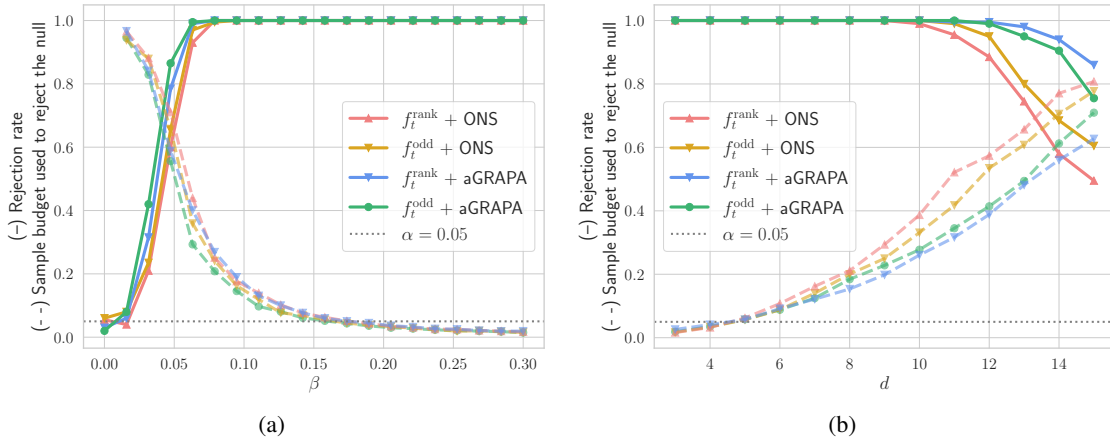 (−) Rejection rate
(- -) Sample budget used to reject the null
1.0
0.8
0.6
0.4
0.2
0.0
0.00 0.05 0.10 0.15 0.20 0.25 0.30
β
f_t^rank + ONS
f_t^odd + ONS
f_t^rank + aGRAPA
f_t^odd + aGRAPA
α = 0.05
(a)
(−) Rejection rate
(- -) Sample budget used to reject the null
1.0
0.8
0.6
0.4
0.2
0.0
4 6 8 10 12 14
d
f_t^rank + ONS
f_t^odd + ONS
f_t^rank + aGRAPA
f_t^odd + aGRAPA
α = 0.05
(b)